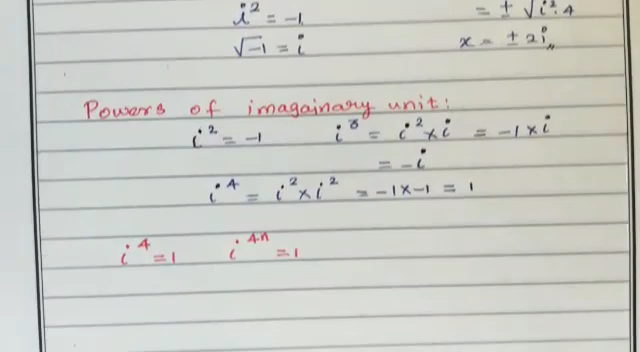 i² = -1
= ± √i²·4
√-1 = i
x = ± 2i,,
Powers of imagainary unit:
i² = -1 i³ = i² × i = -1 × i
= -i
i⁴ = i² × i² = -1 × -1 = 1
i⁴ = 1 i⁴ⁿ = 1